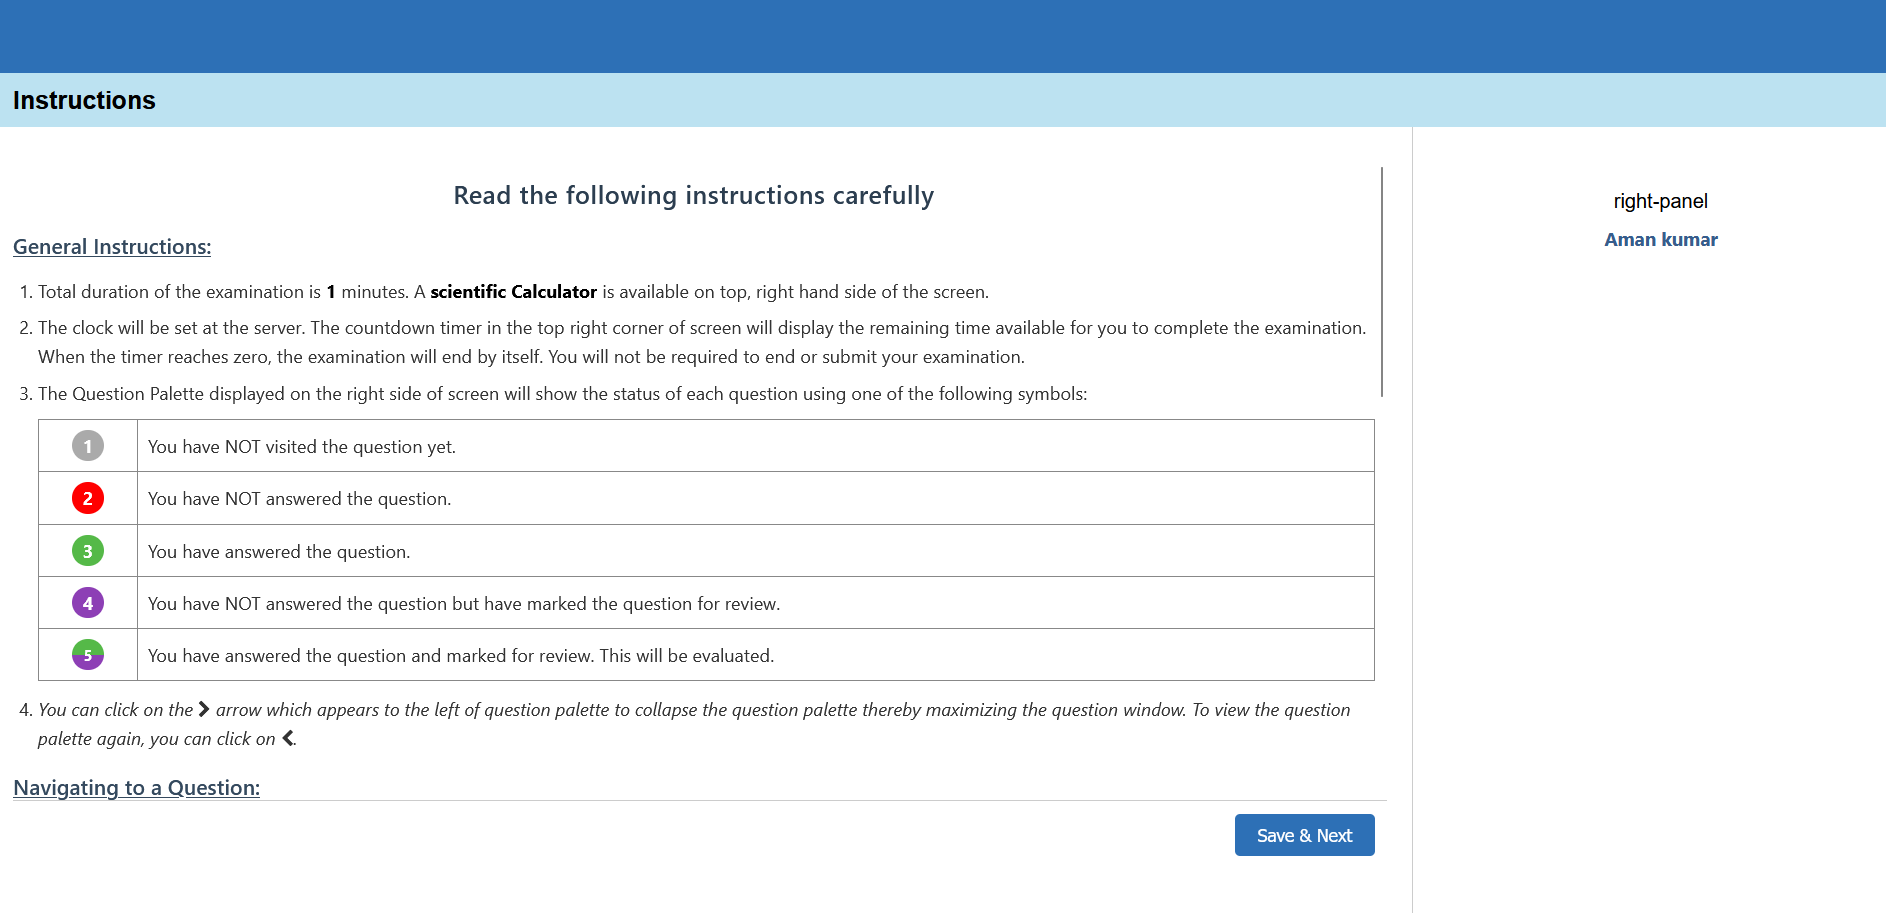 Instructions
Read the following instructions carefully
General Instructions:
1. Total duration of the examination is 1 minutes. A scientific Calculator is available on top, right hand side of the screen.
2. The clock will be set at the server. The countdown timer in the top right corner of screen will display the remaining time available for you to complete the examination.
When the timer reaches zero, the examination will end by itself. You will not be required to end or submit your examination.
3. The Question Palette displayed on the right side of screen will show the status of each question using one of the following symbols:
1 You have NOT visited the question yet.
2 You have NOT answered the question.
3 You have answered the question.
4 You have NOT answered the question but have marked the question for review.
5 You have answered the question and marked for review. This will be evaluated.
4. You can click on the > arrow which appears to the left of question palette to collapse the question palette thereby maximizing the question window. To view the question
palette again, you can click on <.
Navigating to a Question:
Save & Next
right-panel
Aman kumar